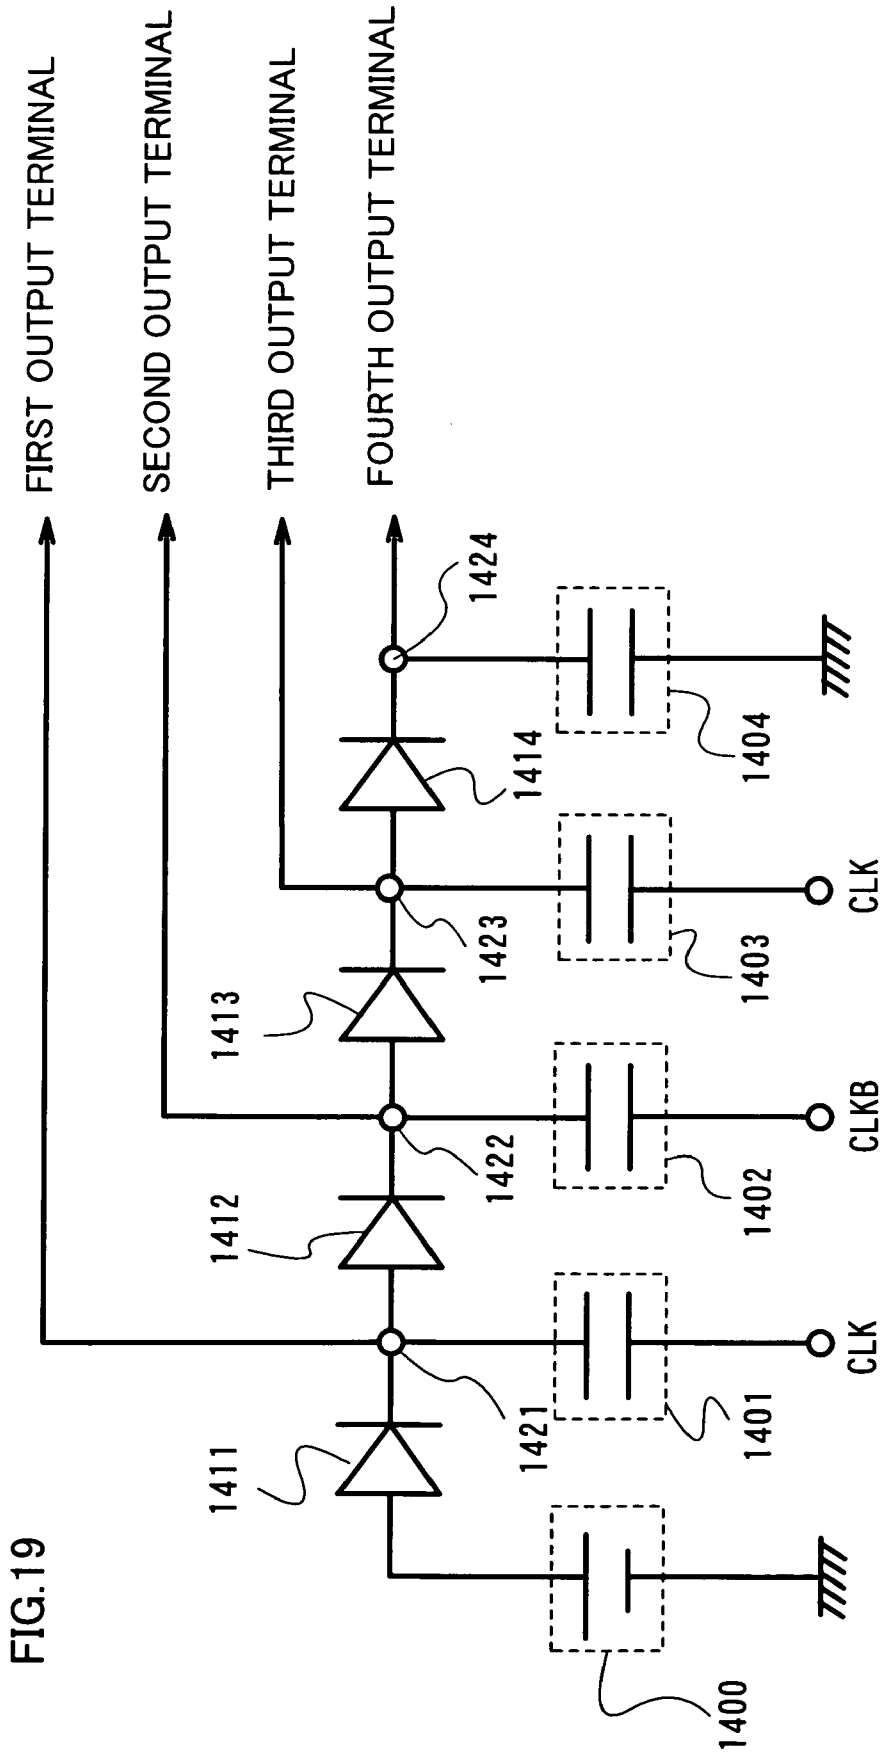 FIG.19
FIRST OUTPUT TERMINAL
SECOND OUTPUT TERMINAL
THIRD OUTPUT TERMINAL
FOURTH OUTPUT TERMINAL
1411
1412
1413
1414
1421
1422
1423
1424
1400
1401
1402
1403
1404
CLK
CLKB
CLK